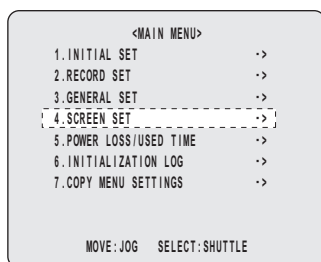 <MAIN MENU>
1.INITIAL SET ->
2.RECORD SET ->
3.GENERAL SET ->
4.SCREEN SET ->
5.POWER LOSS/USED TIME ->
6.INITIALIZATION LOG ->
7.COPY MENU SETTINGS ->
MOVE:JOG SELECT:SHUTTLE